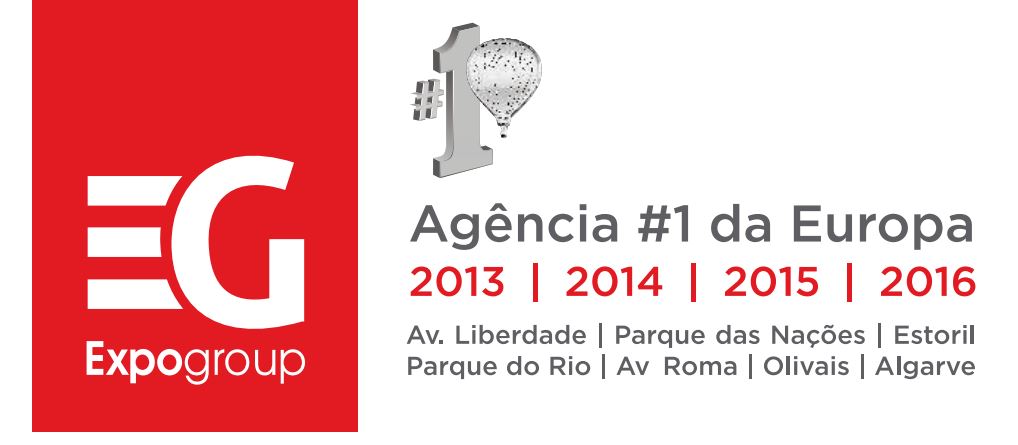 #1
Agência #1 da Europa
2013 | 2014 | 2015 | 2016
Av. Liberdade | Parque das Nações | Estoril
Parque do Rio | Av Roma | Olivais | Algarve
EG
Expogroup